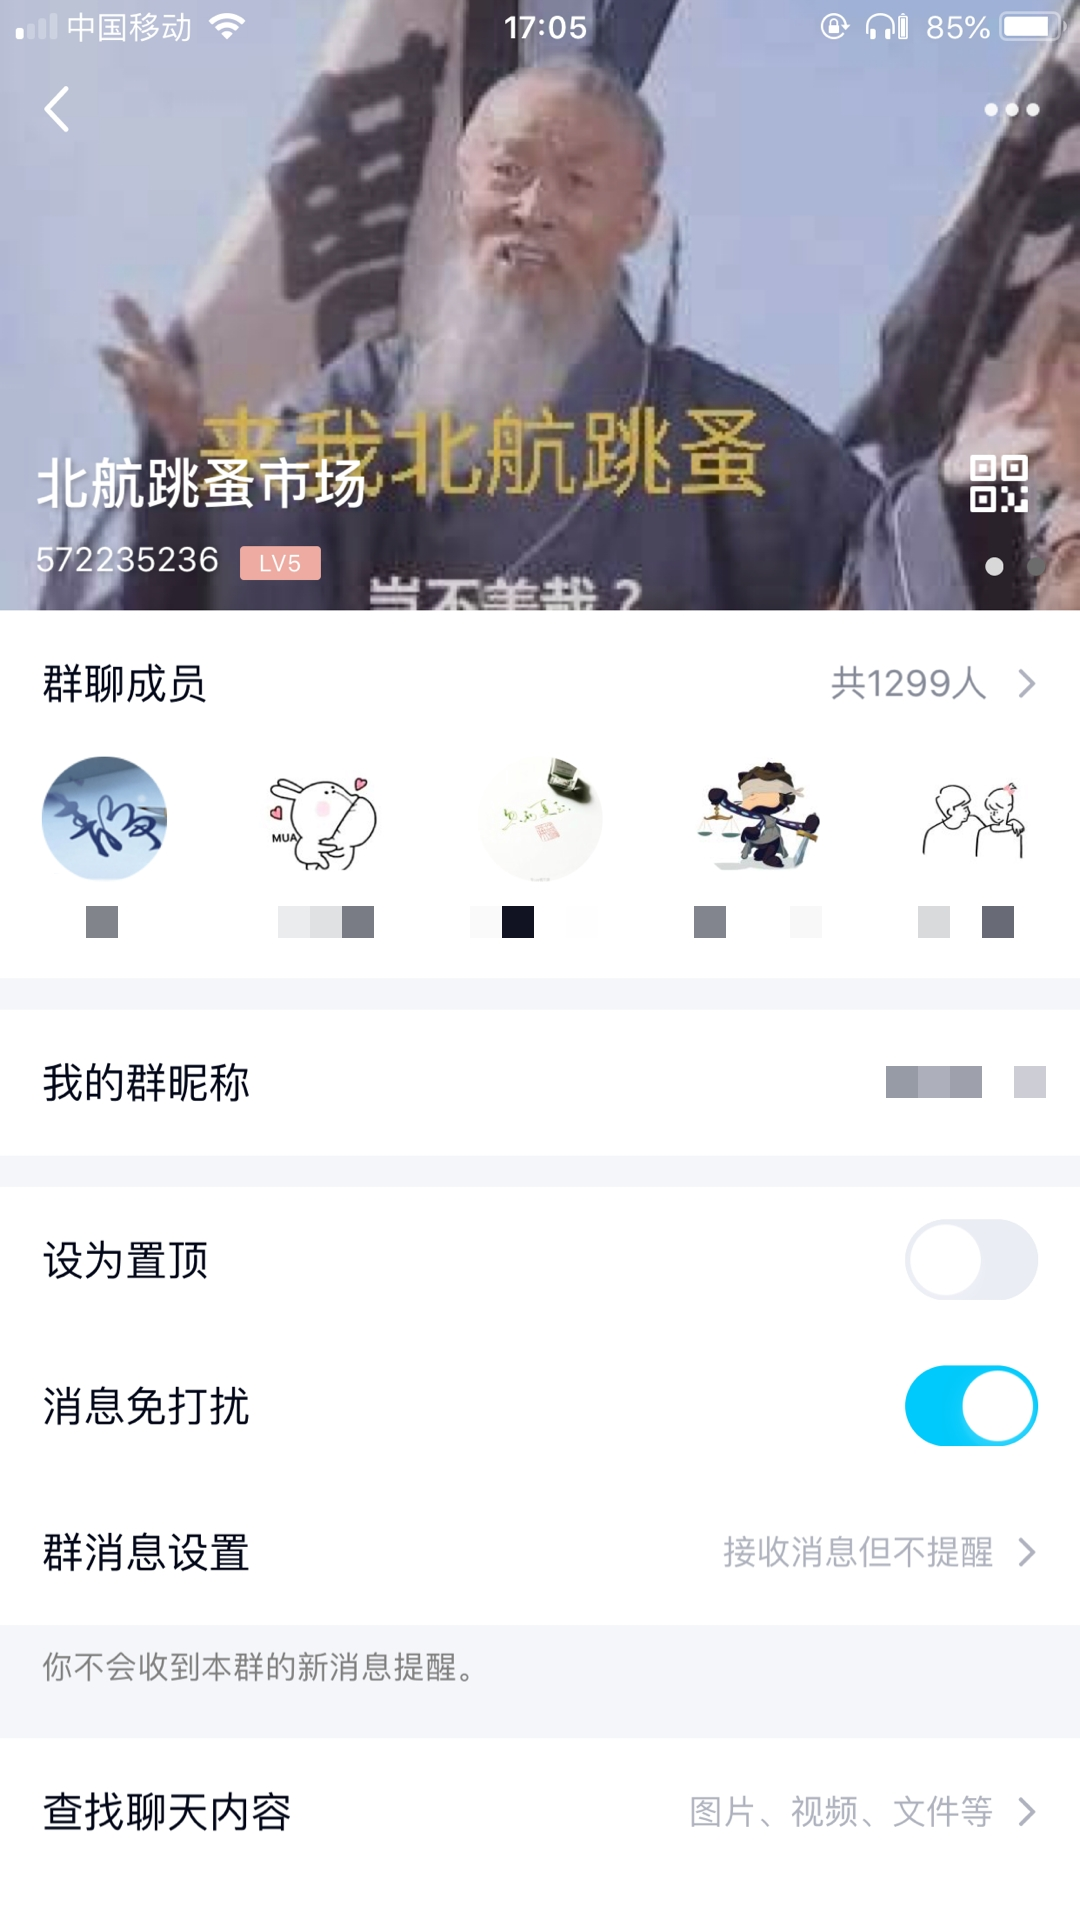 中国移动
17:05
85%
来我北航跳蚤
北航跳蚤市场
572235236
LV5
岂不美哉？
群聊成员
共1299人
MUA
我的群昵称
设为置顶
消息免打扰
群消息设置
接收消息但不提醒
你不会收到本群的新消息提醒。
查找聊天内容
图片、视频、文件等